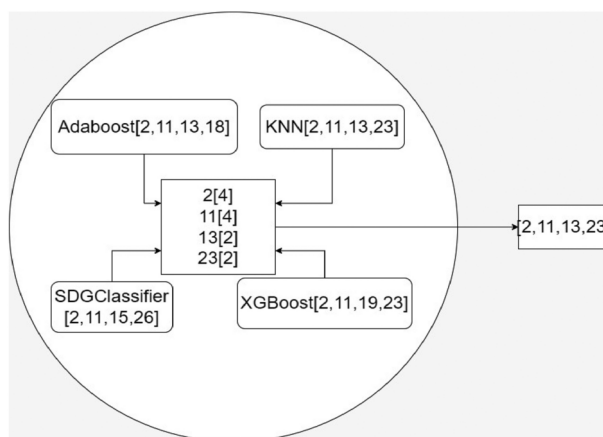 Adaboost[2,11,13,18]
KNN[2,11,13,23]
2[4]
11[4]
13[2]
23[2]
[2,11,13,23
SDGClassifier
[2,11,15,26]
XGBoost[2,11,19,23]